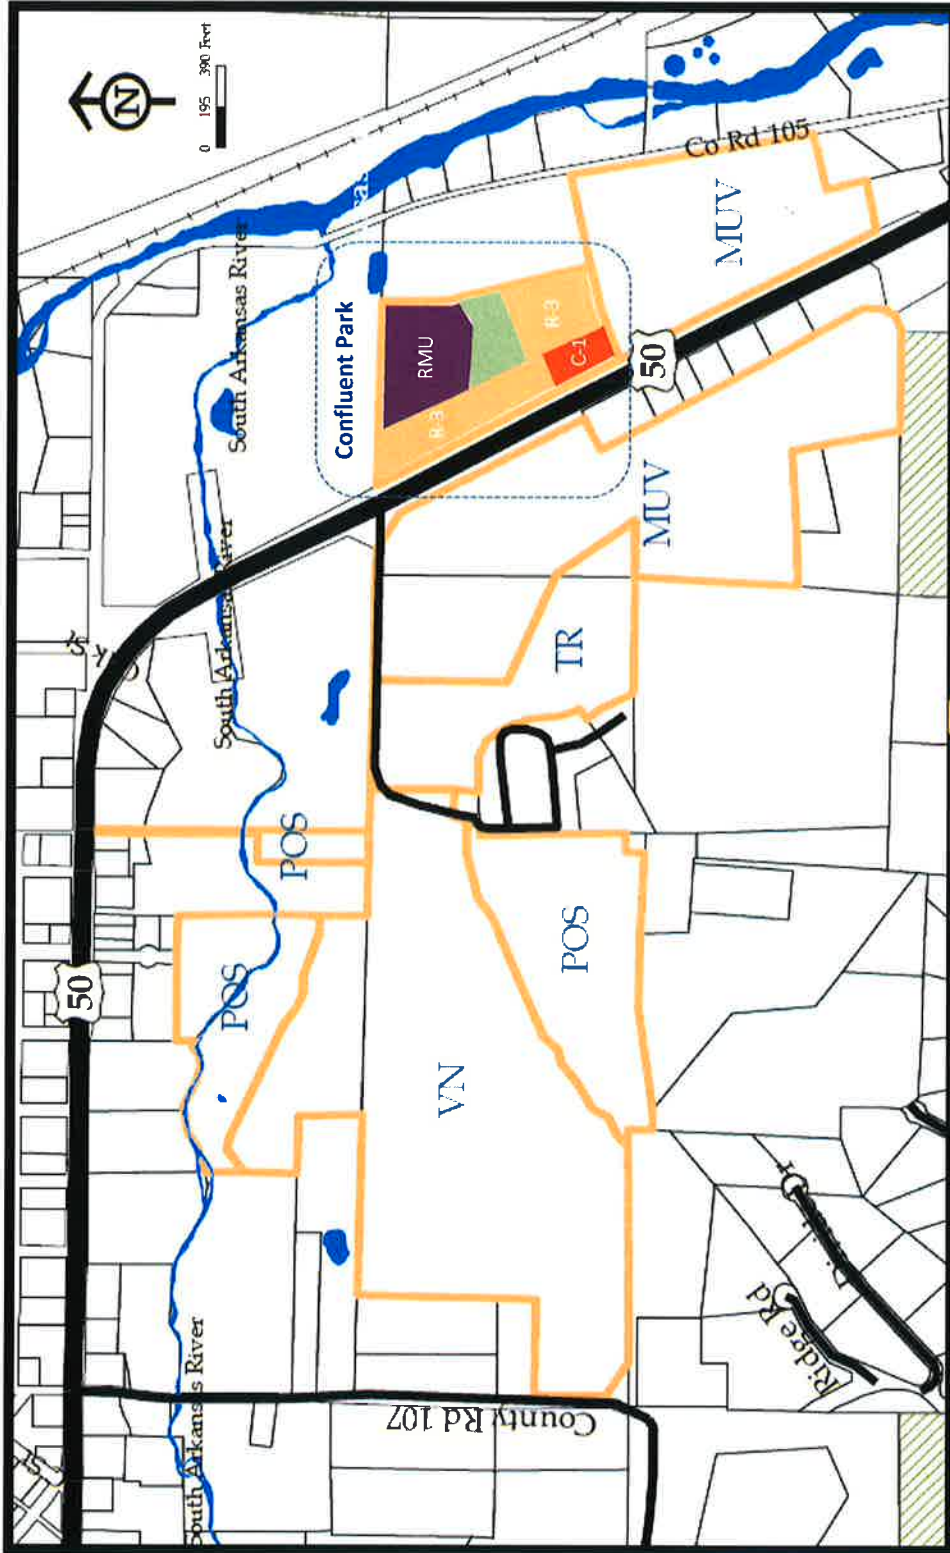 N
0 195 390 Feet
South Arkansas River
Co Rd 105
MUV
Confluent Park
RMU
R-3
R-3
C-1
50
South Arkansas River
MUV
TR
South Arkansas River
POS
POS
50
POS
VN
South Arkansas River
County Rd 107
Ridge Rd